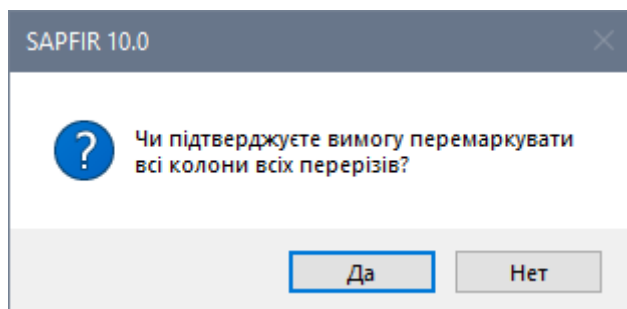 SAPFIR 10.0
Чи підтверджуєте вимогу перемаркувати
всі колони всіх перерізів?
Да
Нет